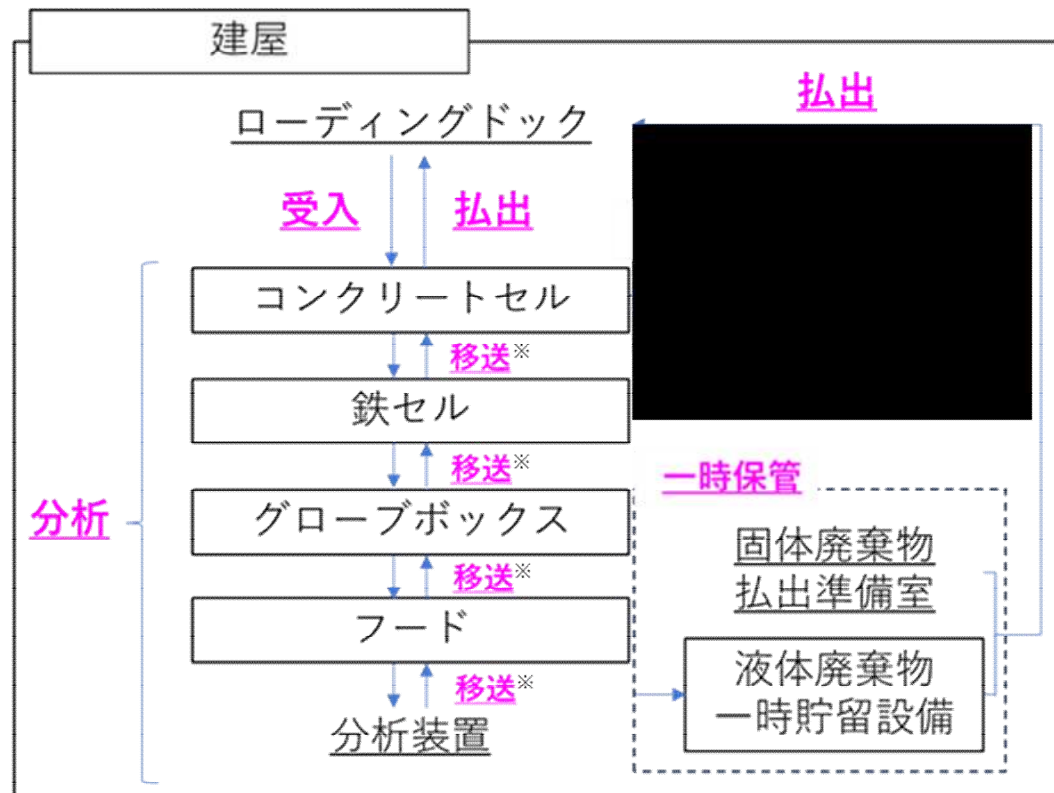 建屋
払出
ローディングドック
受入
払出
コンクリートセル
移送※
鉄セル
移送※
一時保管
分析
グローブボックス
固体廃棄物
払出準備室
移送※
フード
液体廃棄物
一時貯留設備
移送※
分析装置